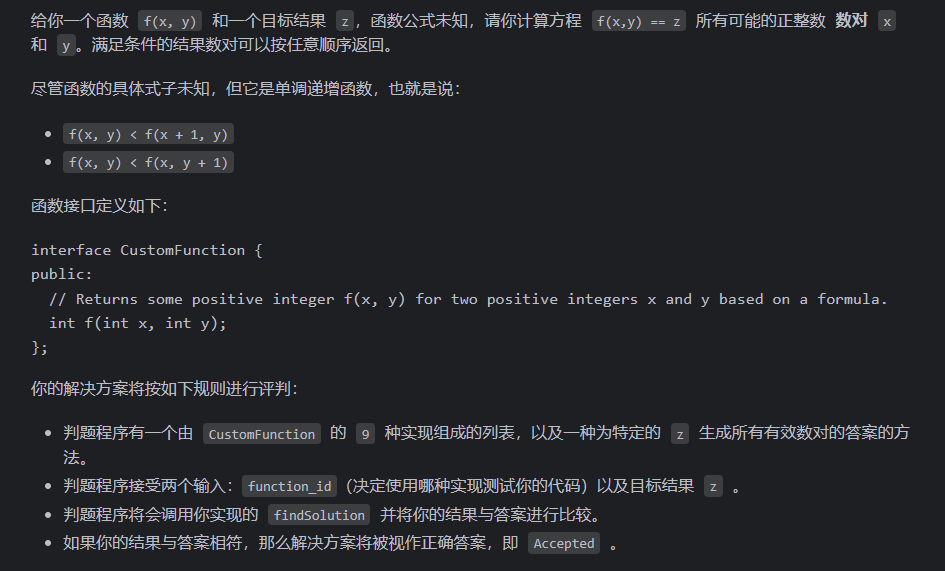 给你一个函数 f(x, y) 和一个目标结果 z，函数公式未知，请你计算方程 f(x,y) == z 所有可能的正整数 数对 x
和 y。满足条件的结果数对可以按任意顺序返回。
尽管函数的具体式子未知，但它是单调递增函数，也就是说：
• f(x, y) < f(x + 1, y)
• f(x, y) < f(x, y + 1)
函数接口定义如下：
interface CustomFunction {
public:
  // Returns some positive integer f(x, y) for two positive integers x and y based on a formula.
  int f(int x, int y);
};
你的解决方案将按如下规则进行评判：
• 判题程序有一个由 CustomFunction 的 9 种实现组成的列表，以及一种为特定的 z 生成所有有效数对的答案的方
法。
• 判题程序接受两个输入：function_id（决定使用哪种实现测试你的代码）以及目标结果 z 。
• 判题程序将会调用你实现的 findSolution 并将你的结果与答案进行比较。
• 如果你的结果与答案相符，那么解决方案将被视作正确答案，即 Accepted 。